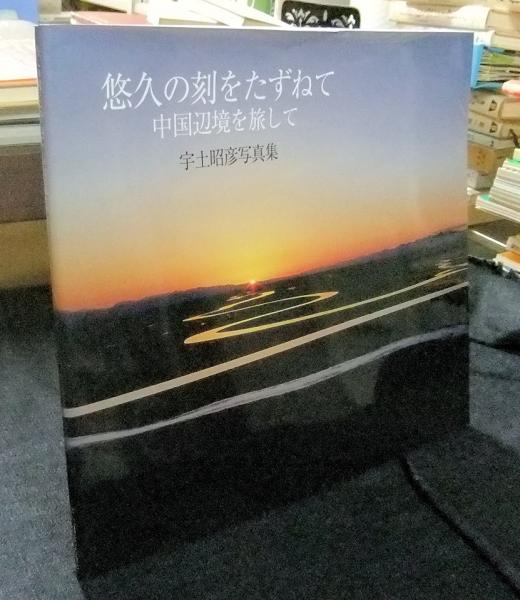 悠久の刻をたずねて
中国辺境を旅して
宇土昭彦写真集